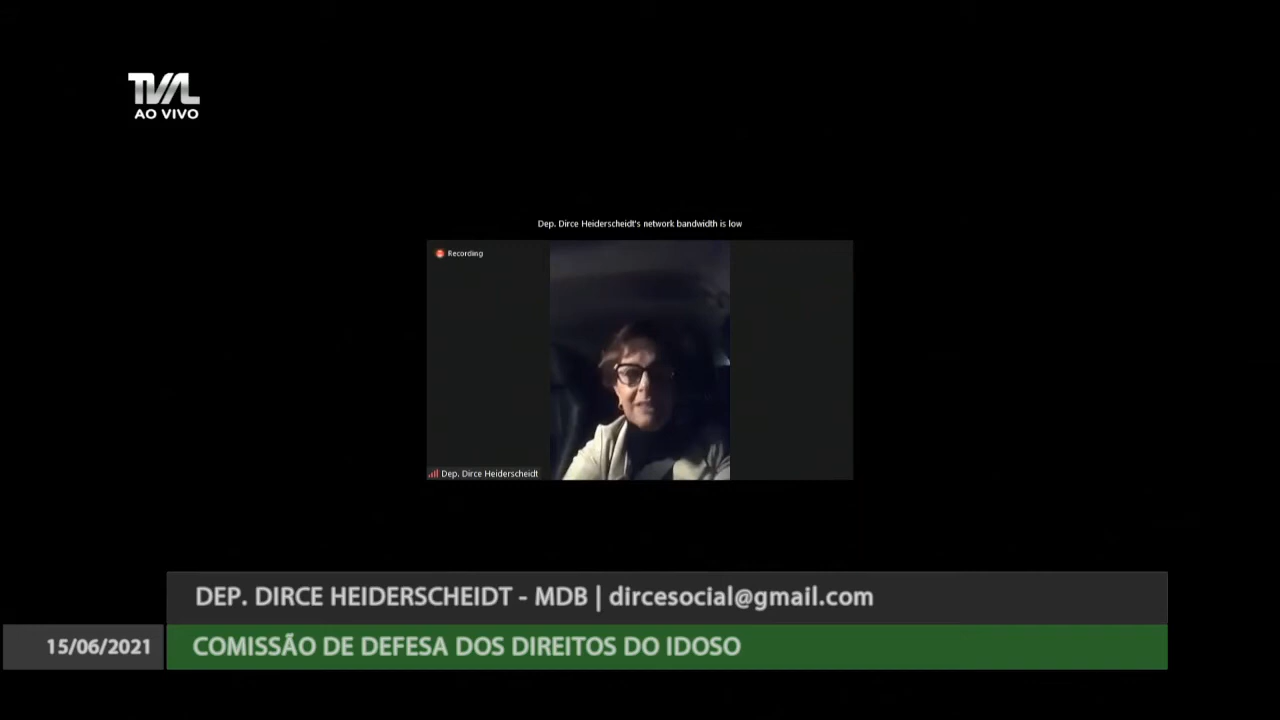 TVAL
AO VIVO
Dep. Dirce Heiderscheidt's network bandwidth is low
Recording
Dep. Dirce Heiderscheidt
DEP. DIRCE HEIDERSCHEIDT - MDB | dircesocial@gmail.com
15/06/2021
COMISSÃO DE DEFESA DOS DIREITOS DO IDOSO